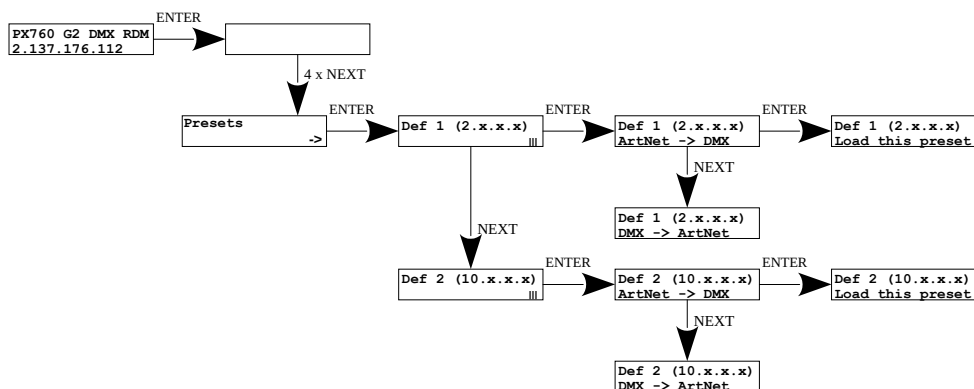 ENTER
PX760 G2 DMX RDM
2.137.176.112
4 x NEXT
Presets
->
ENTER
Def 1 (2.x.x.x)
|||
ENTER
Def 1 (2.x.x.x)
ArtNet -> DMX
ENTER
Def 1 (2.x.x.x)
Load this preset
NEXT
Def 1 (2.x.x.x)
DMX -> ArtNet
NEXT
Def 2 (10.x.x.x)
|||
ENTER
Def 2 (10.x.x.x)
ArtNet -> DMX
ENTER
Def 2 (10.x.x.x)
Load this preset
NEXT
Def 2 (10.x.x.x)
DMX -> ArtNet